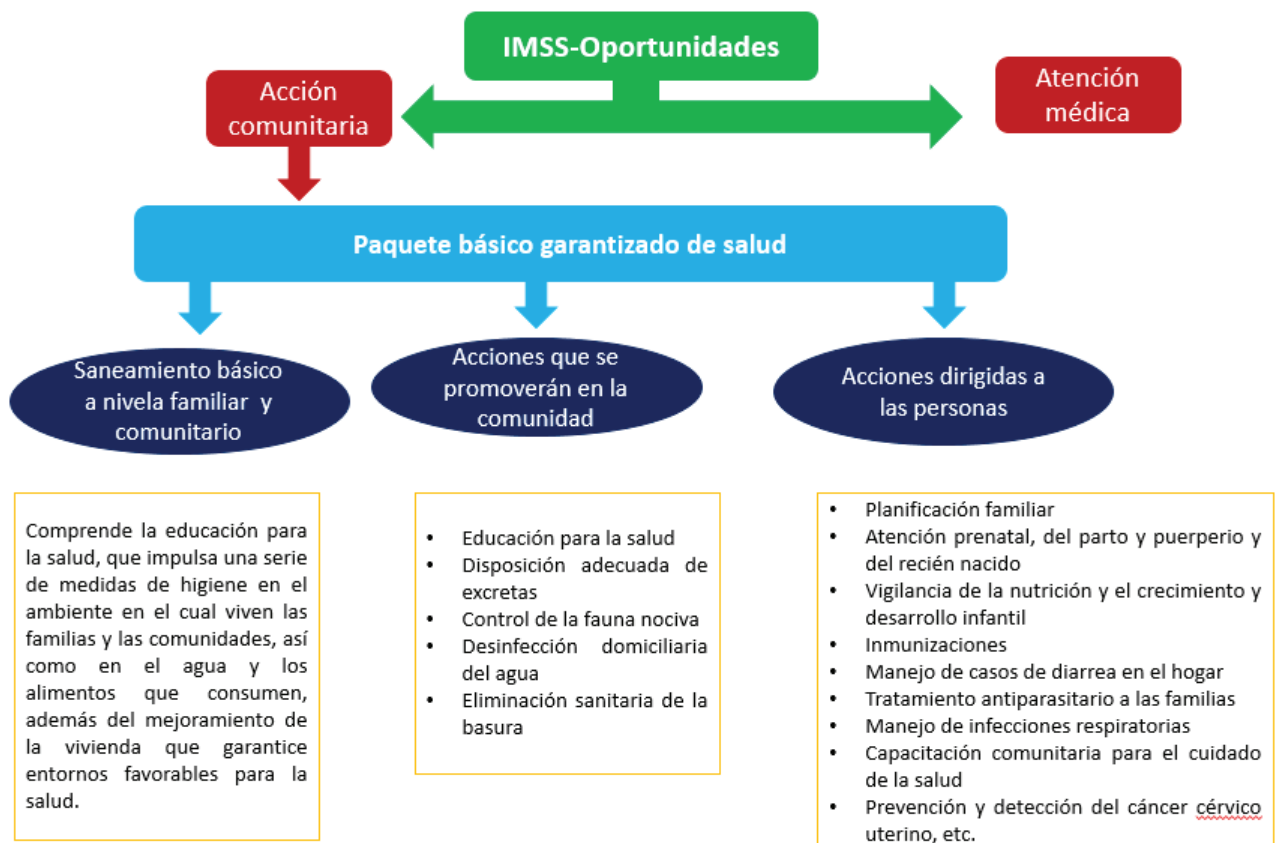 IMSS-Oportunidades
Acción
comunitaria
Atención
médica
Paquete básico garantizado de salud
Saneamiento básico
a nivela familiar y
comunitario
Acciones que se
promoverán en la
comunidad
Acciones dirigidas a
las personas
Comprende la educación para
la salud, que impulsa una serie
de medidas de higiene en el
ambiente en el cual viven las
familias y las comunidades, así
como en el agua y los
alimentos que consumen,
además del mejoramiento de
la vivienda que garantice
entornos favorables para la
salud.
• Educación para la salud
• Disposición adecuada de
excretas
• Control de la fauna nociva
• Desinfección domiciliaria
del agua
• Eliminación sanitaria de la
basura
• Planificación familiar
• Atención prenatal, del parto y puerperio y
del recién nacido
• Vigilancia de la nutrición y el crecimiento y
desarrollo infantil
• Inmunizaciones
• Manejo de casos de diarrea en el hogar
• Tratamiento antiparasitario a las familias
• Manejo de infecciones respiratorias
• Capacitación comunitaria para el cuidado
de la salud
• Prevención y detección del cáncer cérvico
uterino, etc.